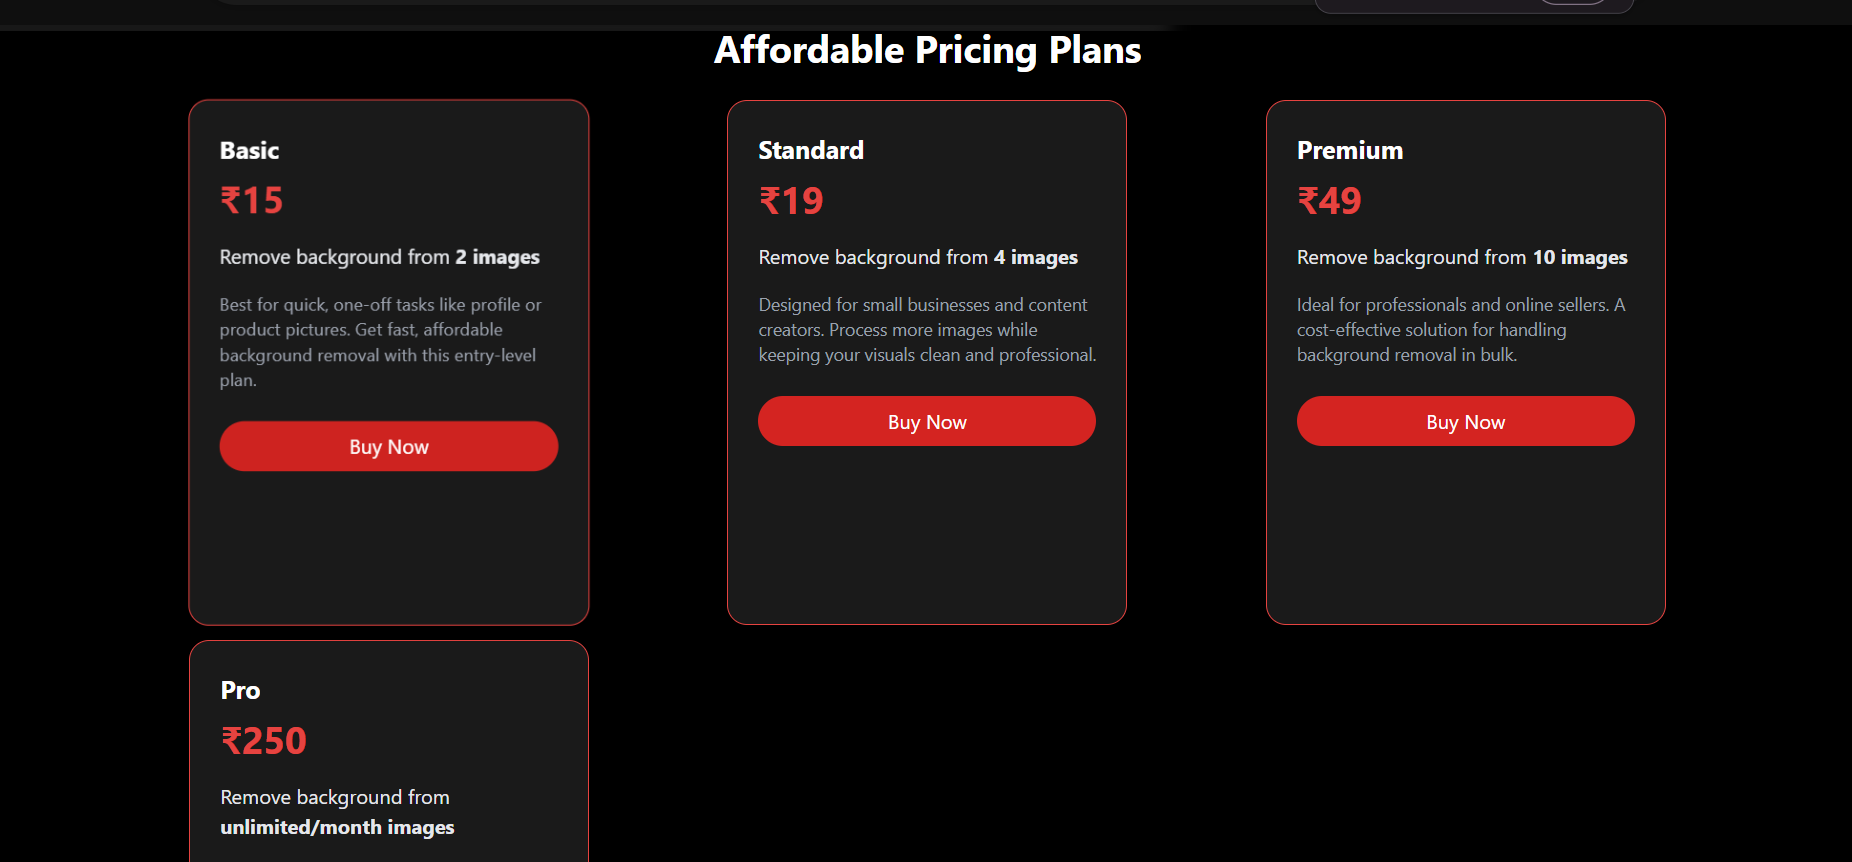 Affordable Pricing Plans
Basic
₹15
Remove background from 2 images
Best for quick, one-off tasks like profile or
product pictures. Get fast, affordable
background removal with this entry-level
plan.
Buy Now
Standard
₹19
Remove background from 4 images
Designed for small businesses and content
creators. Process more images while
keeping your visuals clean and professional.
Buy Now
Premium
₹49
Remove background from 10 images
Ideal for professionals and online sellers. A
cost-effective solution for handling
background removal in bulk.
Buy Now
Pro
₹250
Remove background from
unlimited/month images